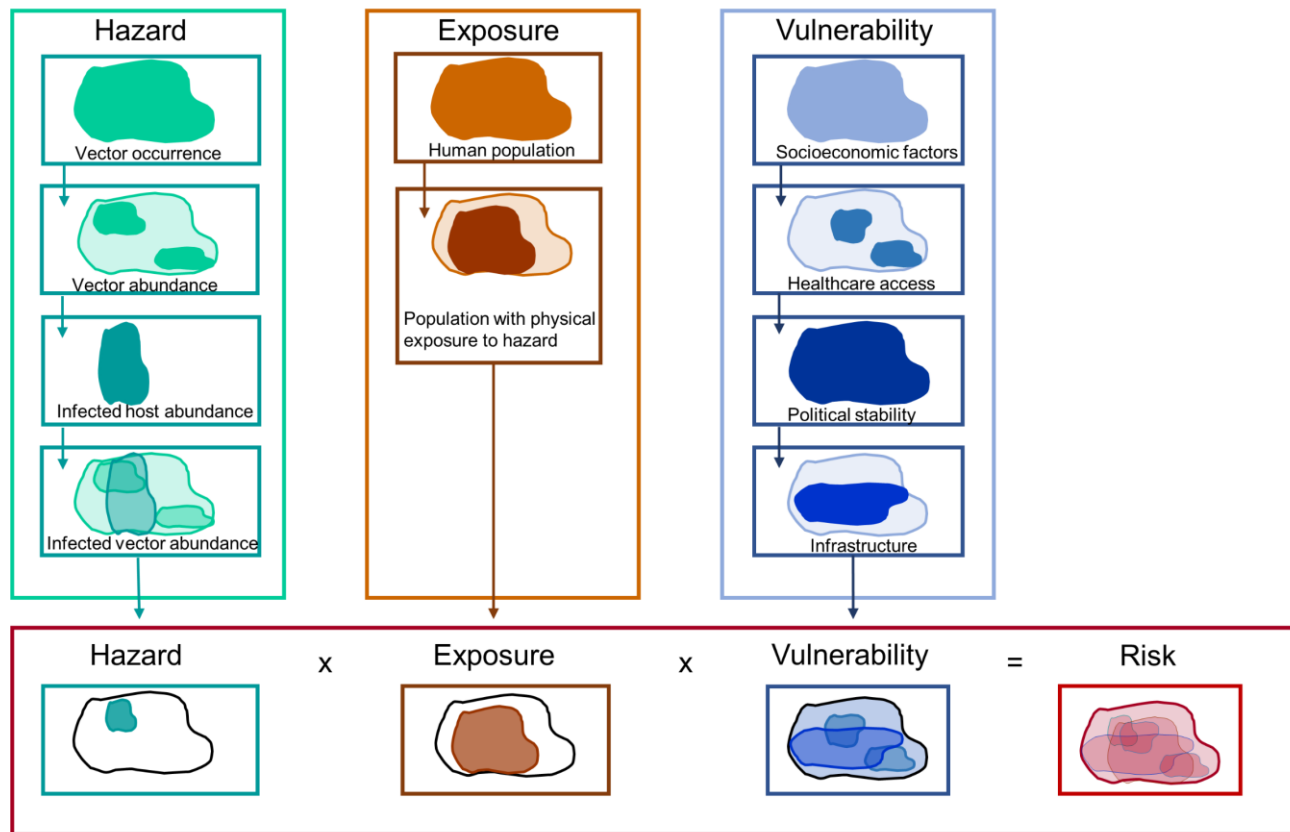 Hazard
Vector occurrence
Vector abundance
Infected host abundance
Infected vector abundance
Exposure
Human population
Population with physical
exposure to hazard
Vulnerability
Socioeconomic factors
Healthcare access
Political stability
Infrastructure
Hazard x Exposure x Vulnerability = Risk